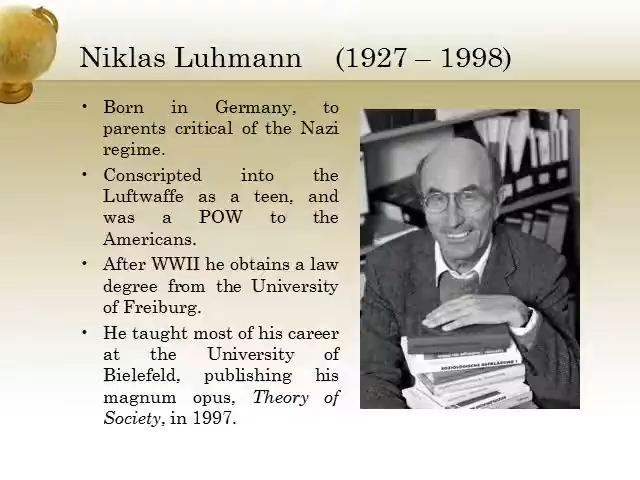 Niklas Luhmann (1927 – 1998)
• Born in Germany, to
parents critical of the Nazi
regime.
• Conscripted into the
Luftwaffe as a teen, and
was a POW to the
Americans.
• After WWII he obtains a law
degree from the University
of Freiburg.
• He taught most of his career
at the University of
Bielefeld, publishing his
magnum opus, Theory of
Society, in 1997.
SOZIOLOGISCHE AUFKLÄRUNG